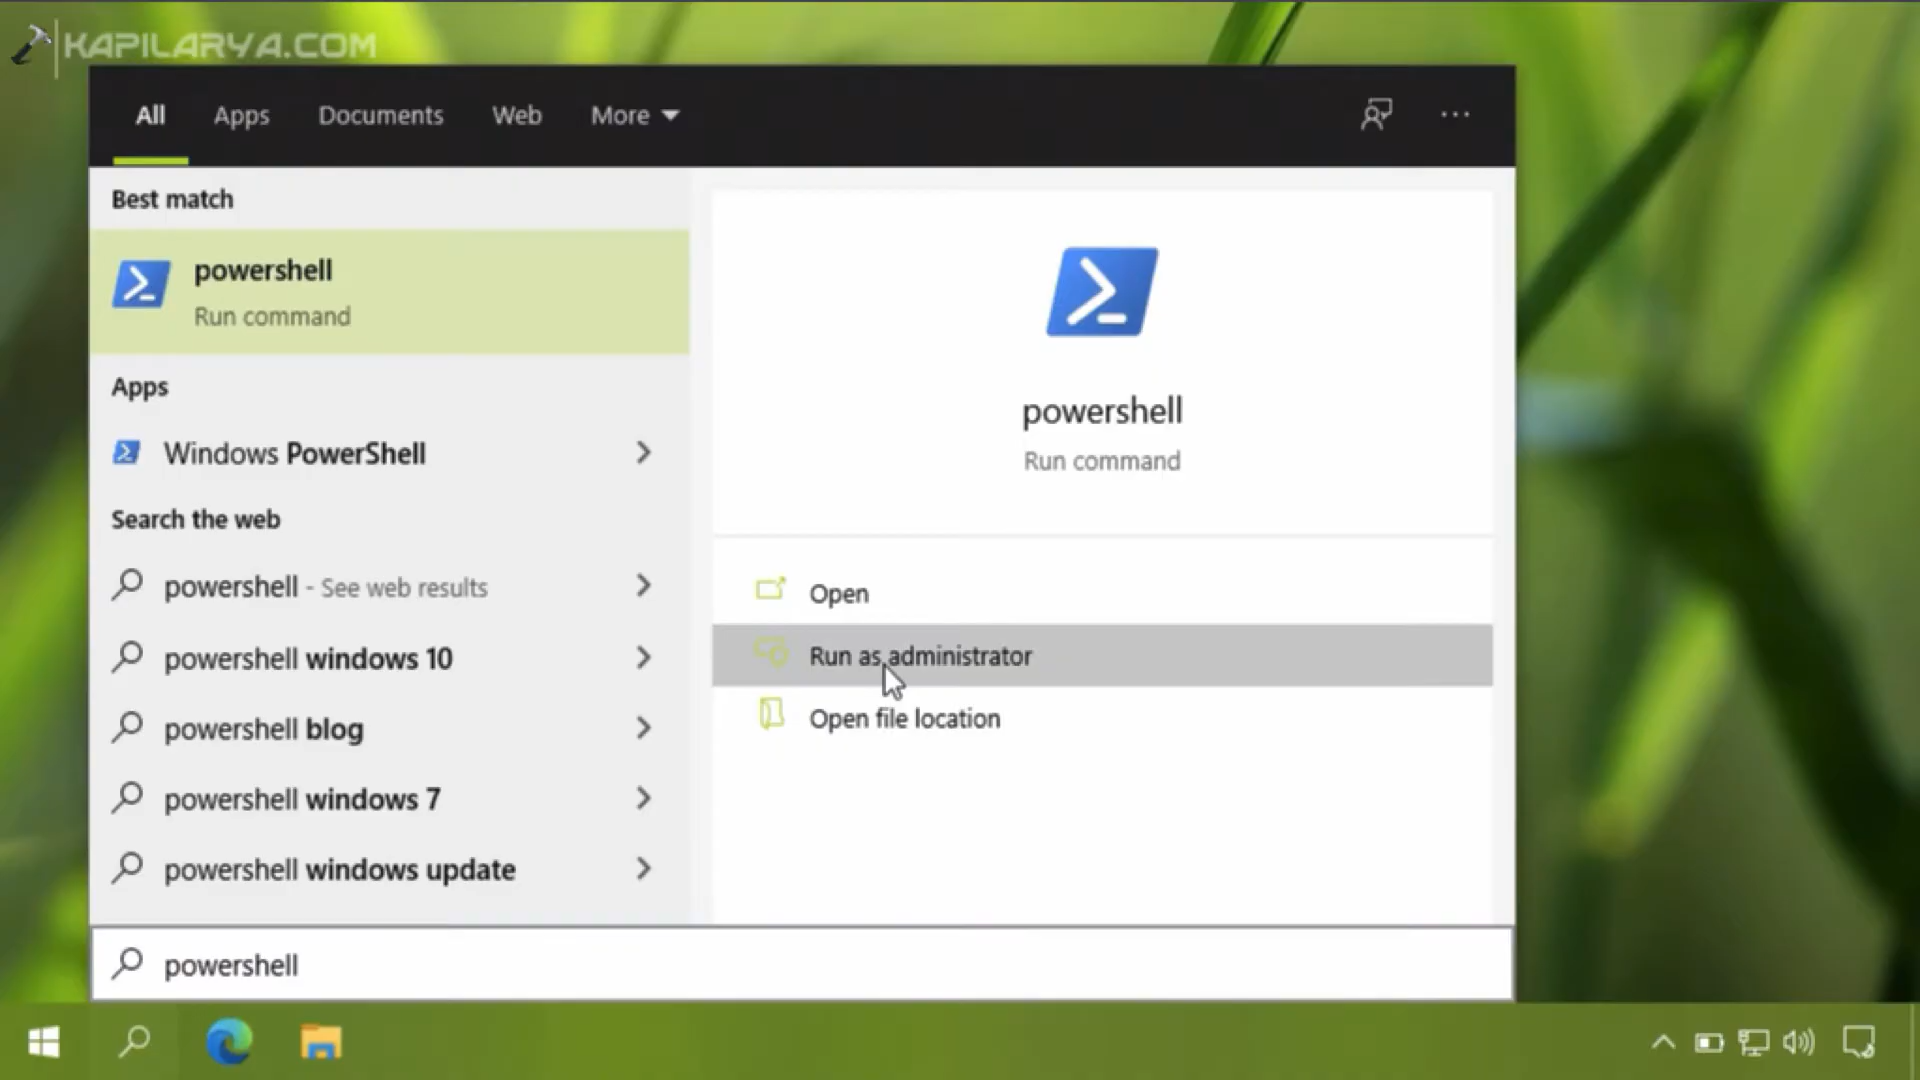 KAPILARYA.COM
All Apps Documents Web More
Best match
powershell
Run command
Apps
Windows PowerShell
Search the web
powershell - See web results
powershell windows 10
powershell blog
powershell windows 7
powershell windows update
powershell
Run command
Open
Run as administrator
Open file location
powershell